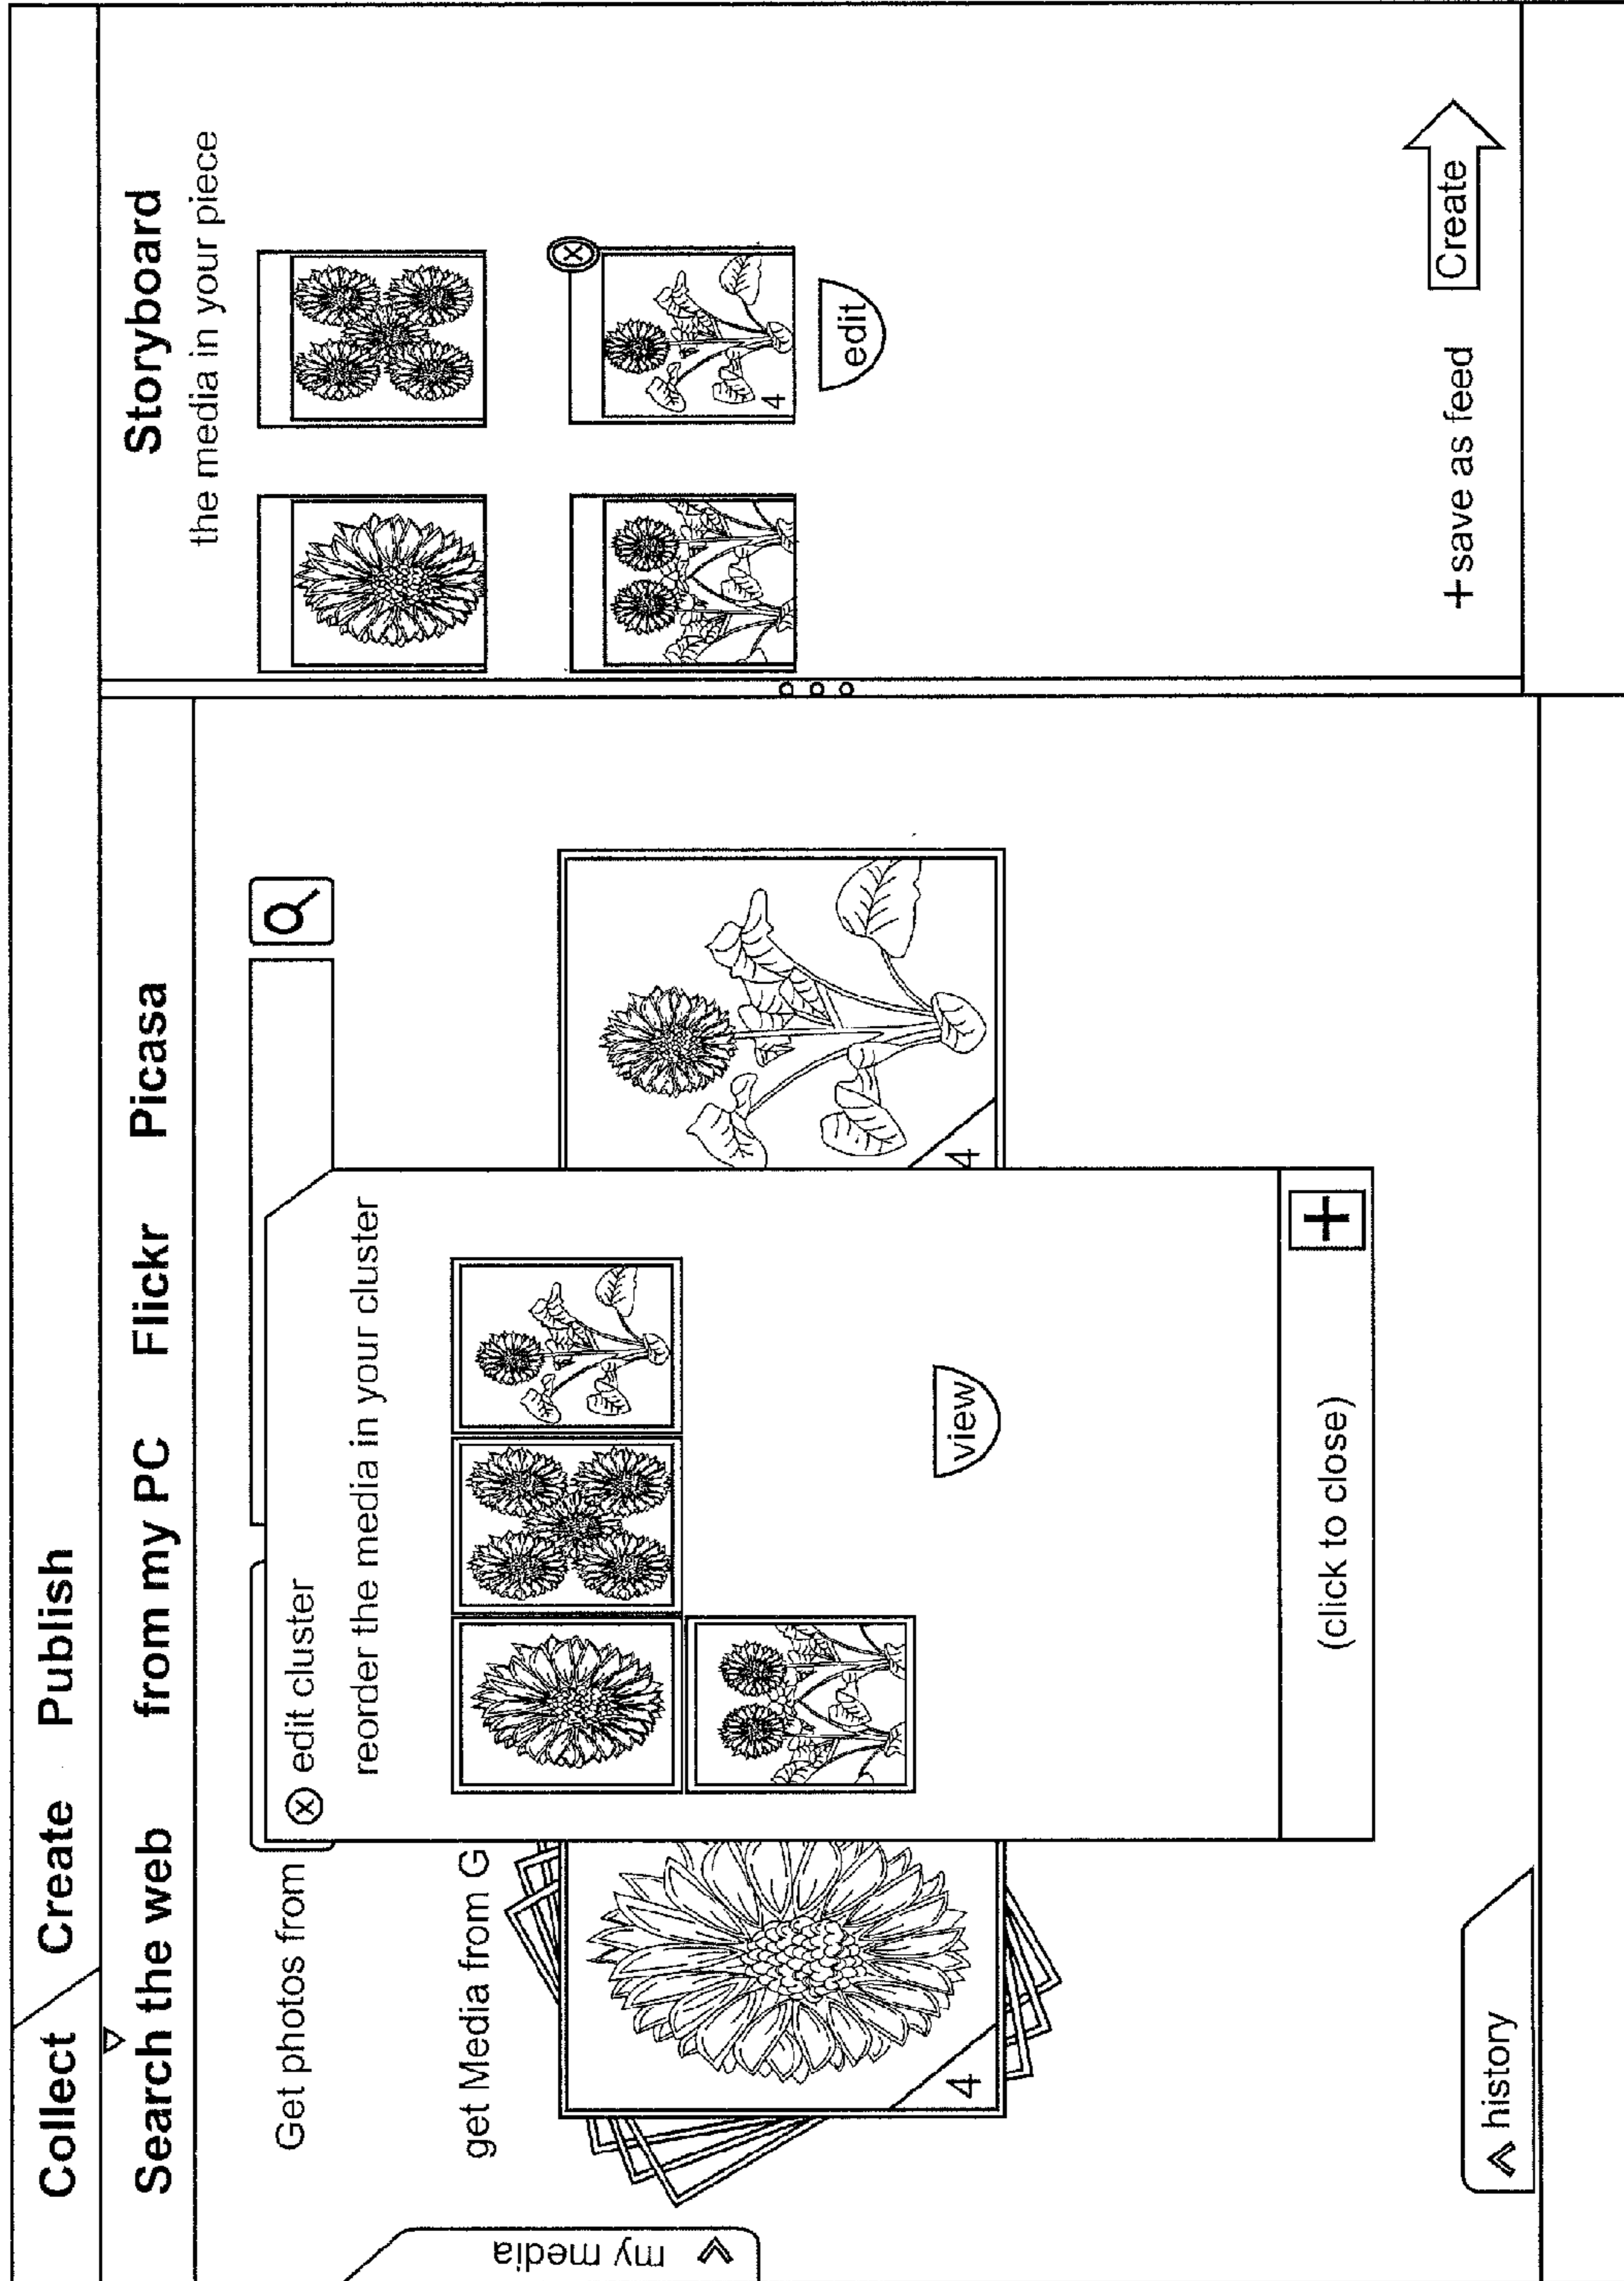 Collect Create Publish
Search the web from my PC Flickr Picasa
Get photos from
get Media from G
my media
4
4
edit cluster
reorder the media in your cluster
view
(click to close)
history
Storyboard
the media in your piece
4
edit
+save as feed
Create